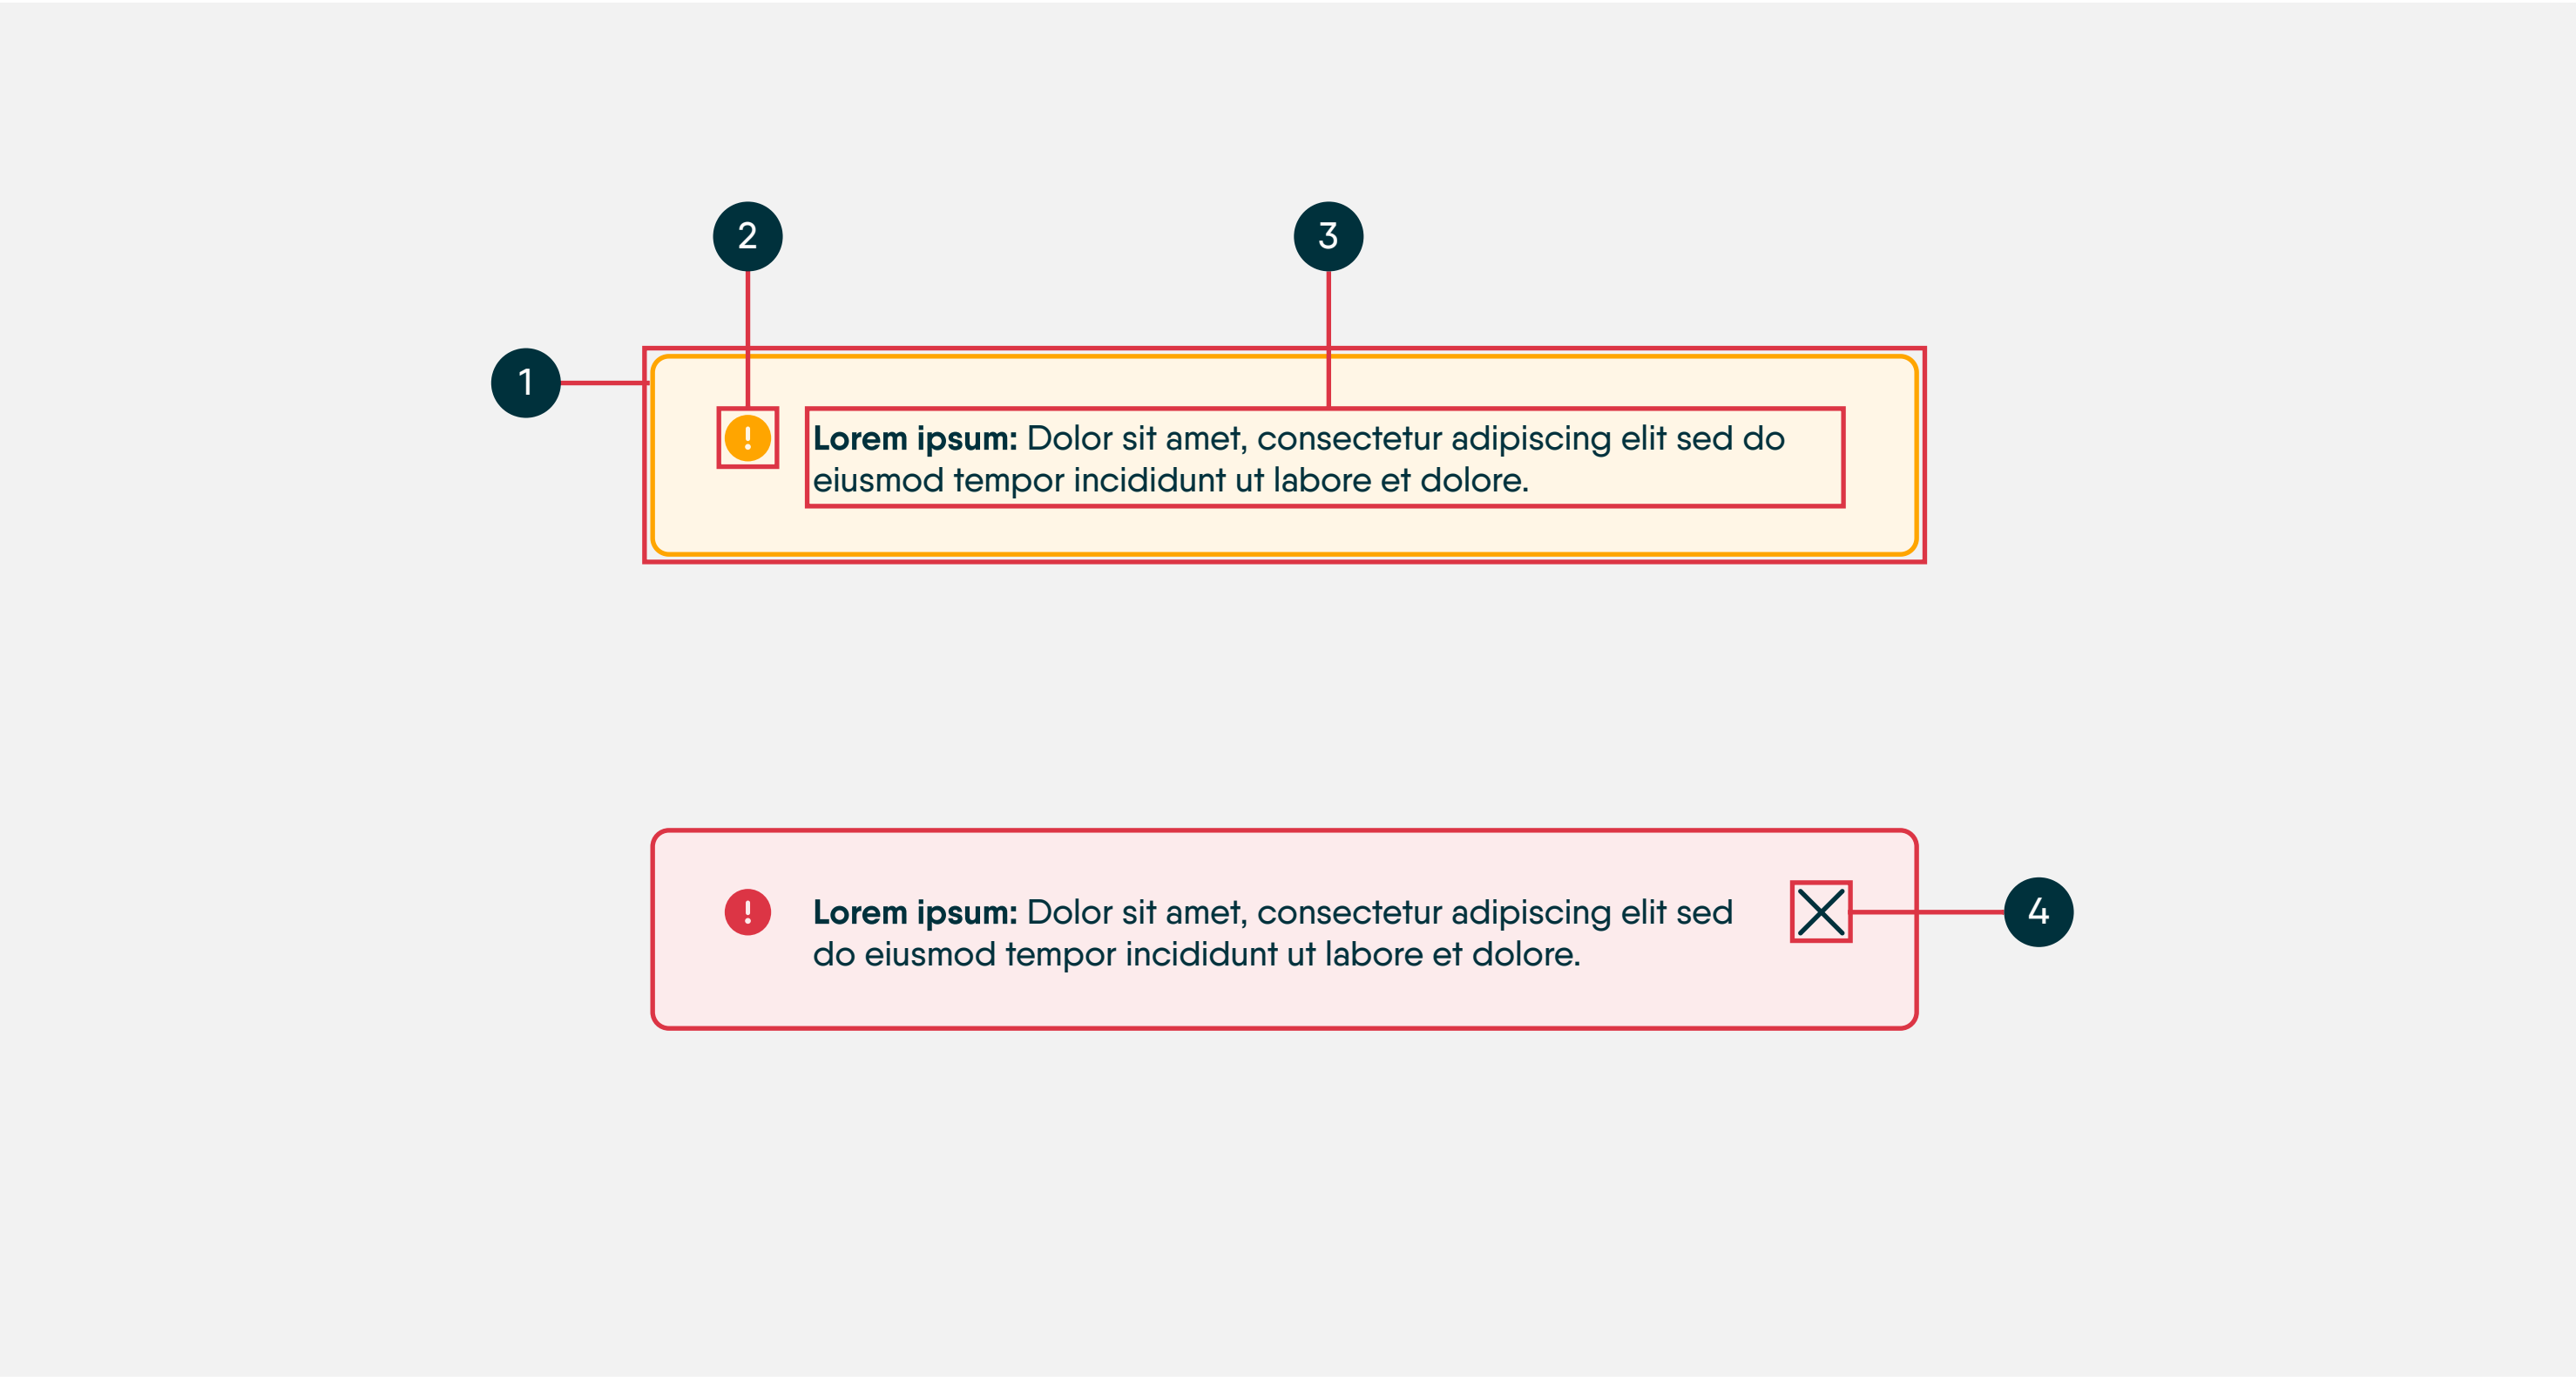 2
3
1
! Lorem ipsum: Dolor sit amet, consectetur adipiscing elit sed do
eiusmod tempor incididunt ut labore et dolore.
! Lorem ipsum: Dolor sit amet, consectetur adipiscing elit sed
do eiusmod tempor incididunt ut labore et dolore.
4